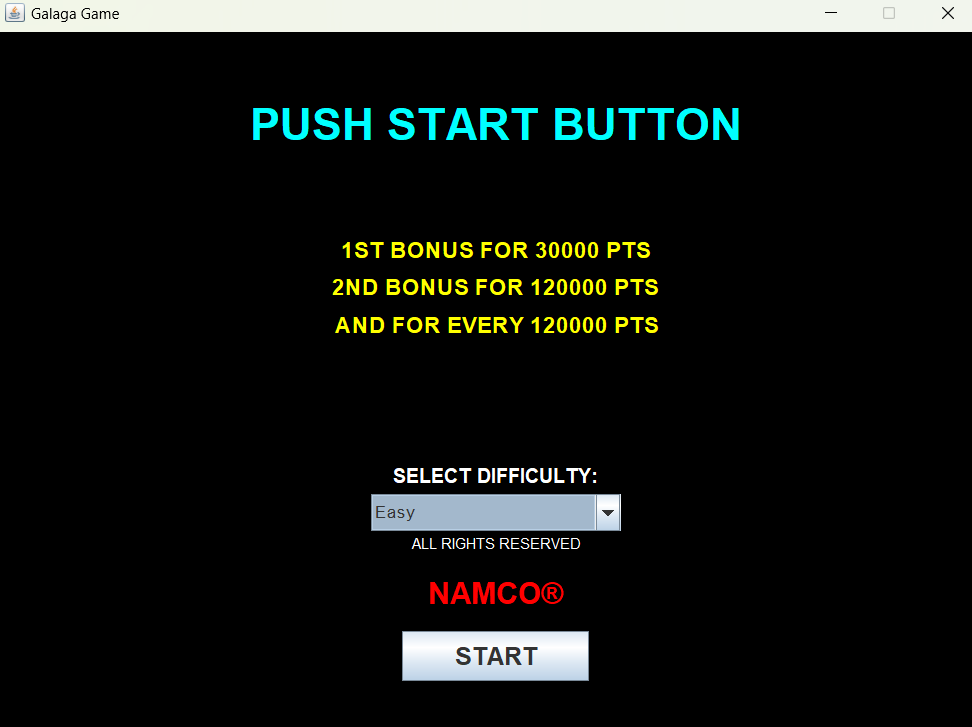 Galaga Game
PUSH START BUTTON
1ST BONUS FOR 30000 PTS
2ND BONUS FOR 120000 PTS
AND FOR EVERY 120000 PTS
SELECT DIFFICULTY:
Easy
ALL RIGHTS RESERVED
NAMCO®
START